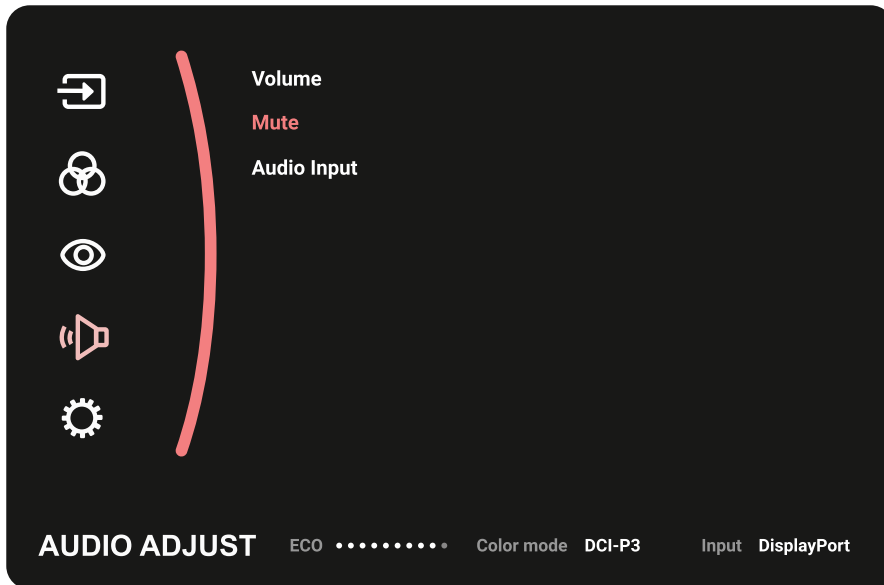 Volume
Mute
Audio Input
AUDIO ADJUST ECO Color mode DCI-P3 Input DisplayPort